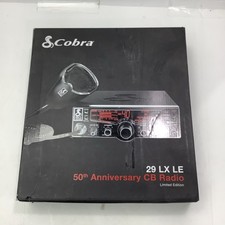 Cobra
29 LX LE
50th Anniversary CB Radio
Limited Edition